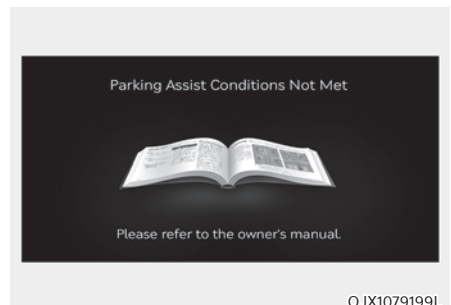 Parking Assist Conditions Not Met
Please refer to the owner's manual.
OJX1079199L